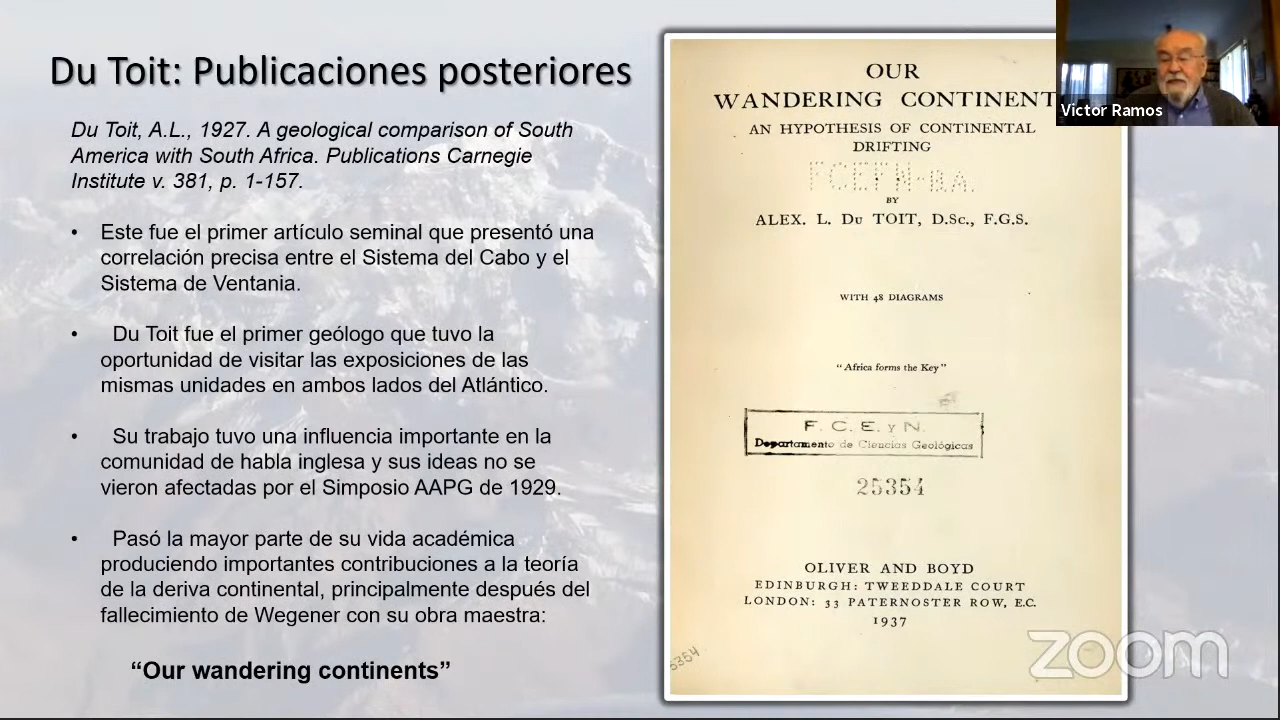 Du Toit: Publicaciones posteriores
Du Toit, A.L., 1927. A geological comparison of South
America with South Africa. Publications Carnegie
Institute v. 381, p. 1-157.
• Este fue el primer artículo seminal que presentó una
correlación precisa entre el Sistema del Cabo y el
Sistema de Ventania.
• Du Toit fue el primer geólogo que tuvo la
oportunidad de visitar las exposiciones de las
mismas unidades en ambos lados del Atlántico.
• Su trabajo tuvo una influencia importante en la
comunidad de habla inglesa y sus ideas no se
vieron afectadas por el Simposio AAPG de 1929.
• Pasó la mayor parte de su vida académica
produciendo importantes contribuciones a la teoría
de la deriva continental, principalmente después del
fallecimiento de Wegener con su obra maestra:
“Our wandering continents”
OUR
WANDERING CONTINENT
AN HYPOTHESIS OF CONTINENTAL
DRIFTING
FCEFN-BA.
BY
ALEX. L. DU TOIT, D.Sc., F.G.S.
WITH 48 DIAGRAMS
“Africa forms the Key”
F. C. E. y N.
Departamento de Ciencias Geológicas
25354
OLIVER AND BOYD
EDINBURGH: TWEEDDALE COURT
LONDON: 33 PATERNOSTER ROW, E.C.
1937
5354
Victor Ramos
zoom